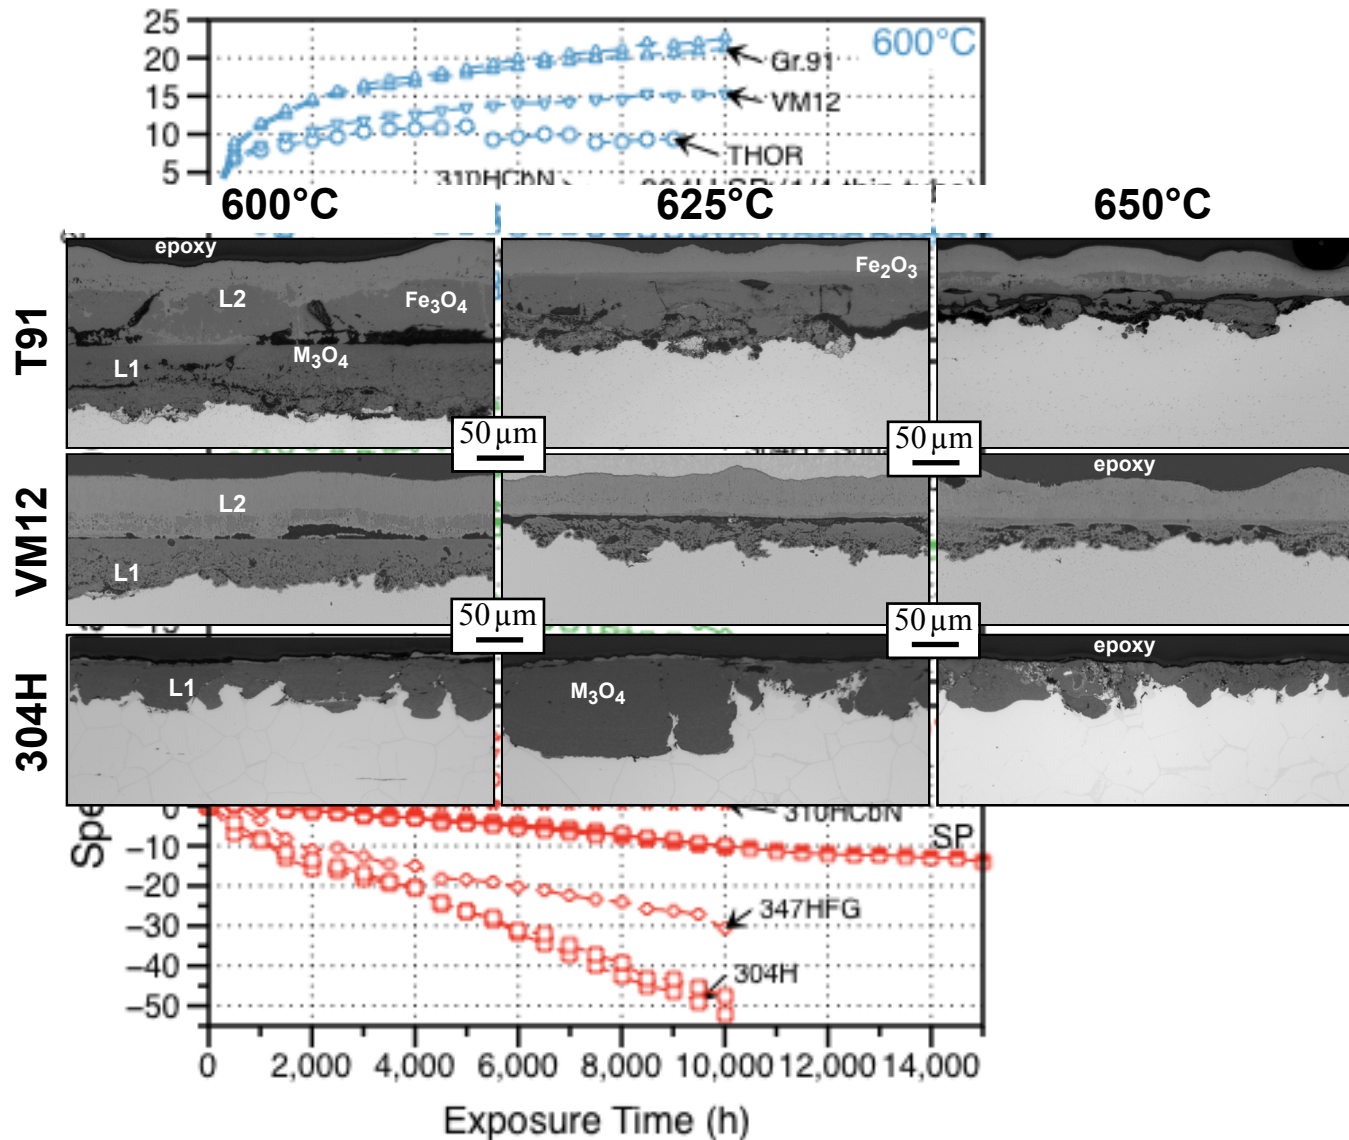 25
600°C
20
Gr.91
15
VM12
10
THOR
5
310HCbN
600°C 625°C 650°C
T91
epoxy
L2
Fe3O4
M3O4
L1
Fe2O3
50 µm
50 µm
VM12
L2
L1
epoxy
50 µm
50 µm
304H
L1
M3O4
epoxy
0
310HCbN
SP
−10
−20
347HFG
−30
−40
304H
−50
0 2,000 4,000 6,000 8,000 10,000 12,000 14,000
Exposure Time (h)